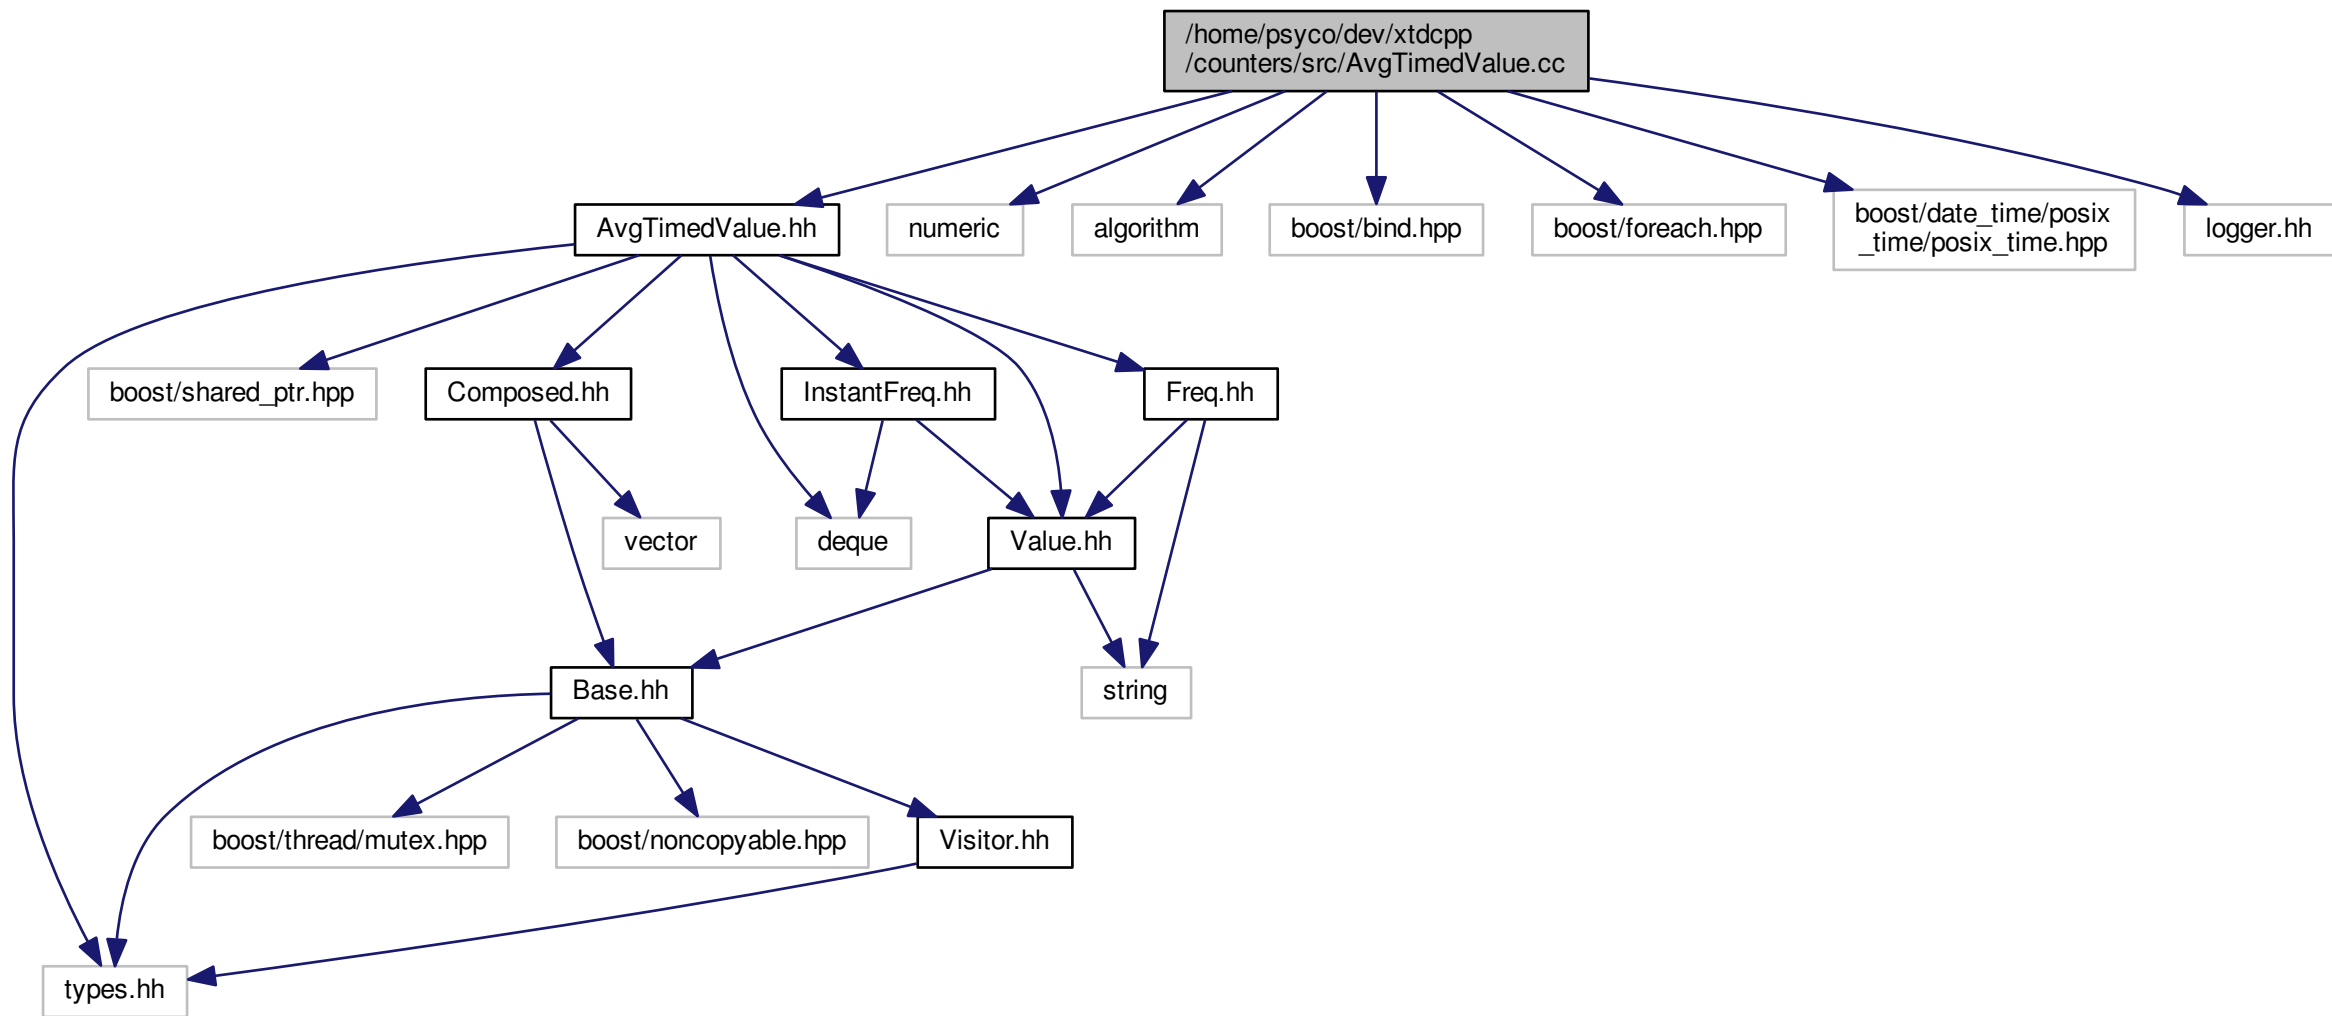 /home/psyco/dev/xtdcpp
/counters/src/AvgTimedValue.cc
AvgTimedValue.hh
numeric
algorithm
boost/bind.hpp
boost/foreach.hpp
boost/date_time/posix
_time/posix_time.hpp
logger.hh
boost/shared_ptr.hpp
Composed.hh
InstantFreq.hh
Freq.hh
vector
deque
Value.hh
Base.hh
string
boost/thread/mutex.hpp
boost/noncopyable.hpp
Visitor.hh
types.hh